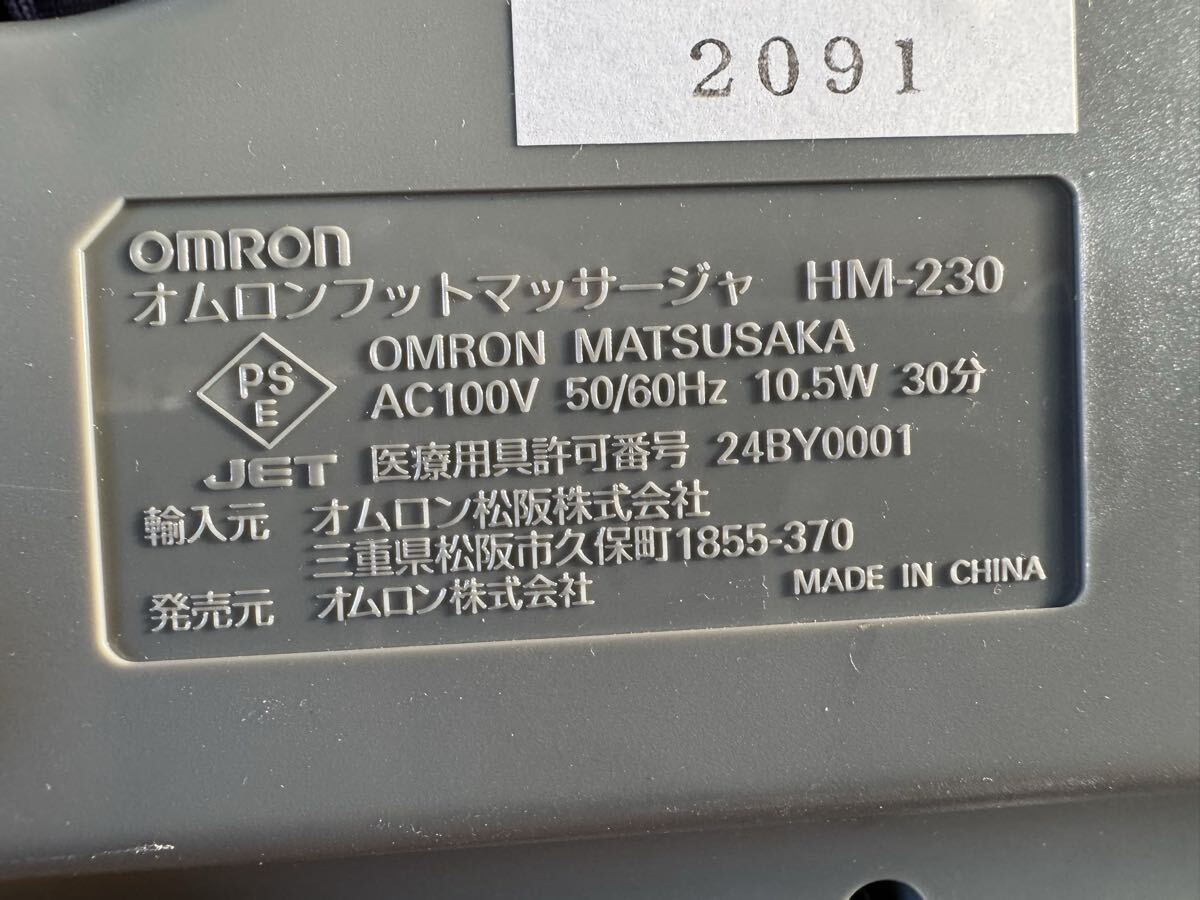 2091
OMRON
オムロンフットマッサージャ HM-230
PS
E
OMRON MATSUSAKA
AC100V 50/60Hz 10.5W 30分
JET 医療用具許可番号 24BY0001
輸入元 オムロン松阪株式会社
三重県松阪市久保町1855-370
発売元 オムロン株式会社
MADE IN CHINA